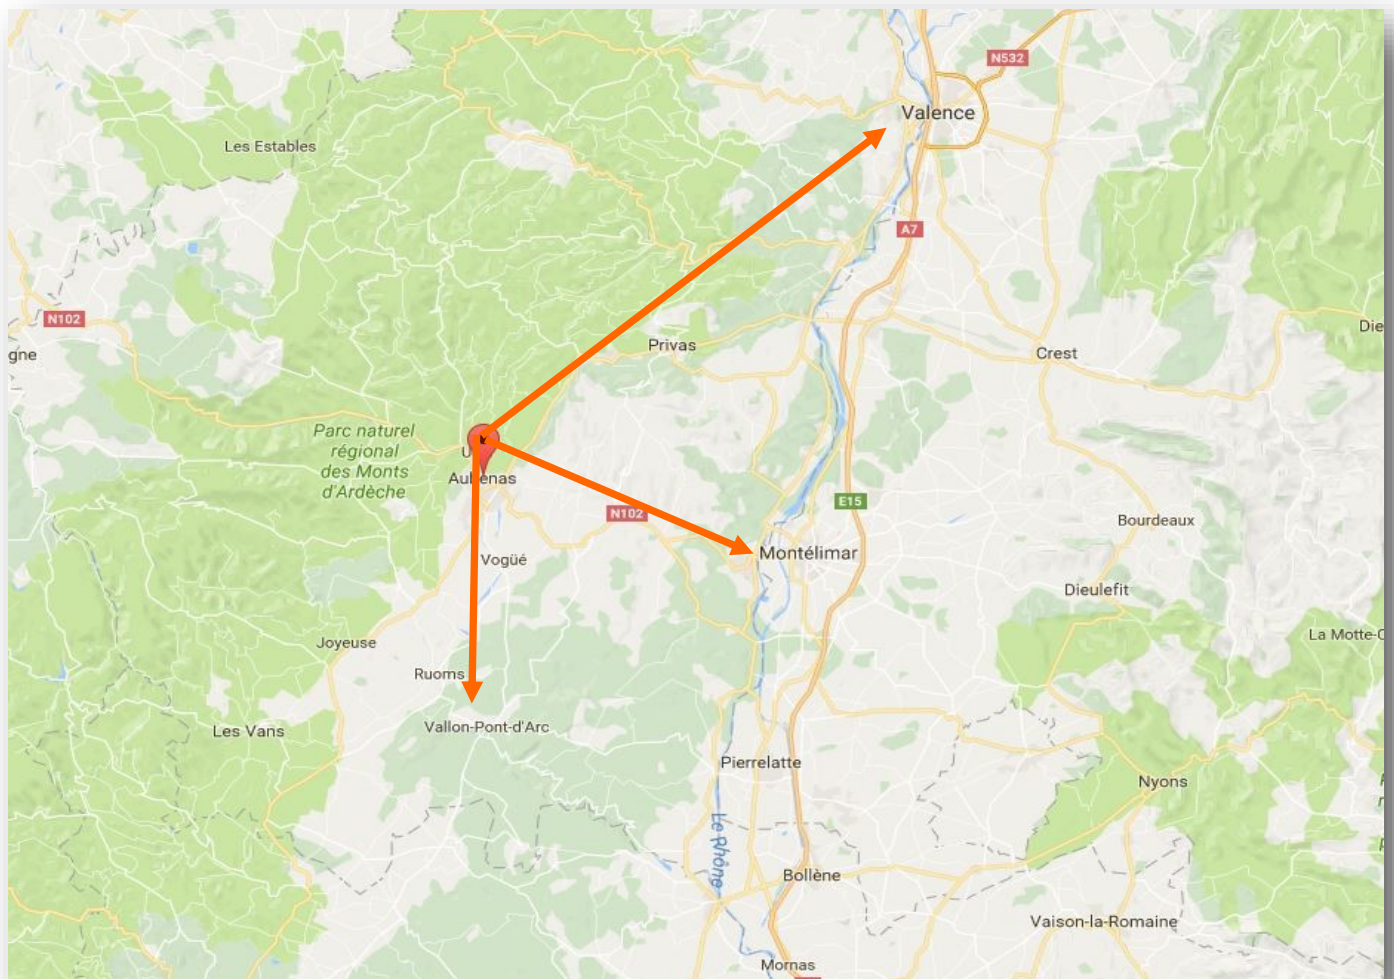 N532
Valence
Les Estables
A7
N102
Die
gne
Privas
Crest
Parc naturel
régional
des Monts
d'Ardèche
U
Aubenas
E15
N102
Bourdeaux
Montélimar
Vogüé
Dieulefit
Joyeuse
La Motte-C
Ruoms
Les Vans
Vallon-Pont-d'Arc
Pierrelatte
Nyons
Le Rhône
Bollène
Vaison-la-Romaine
Mornas